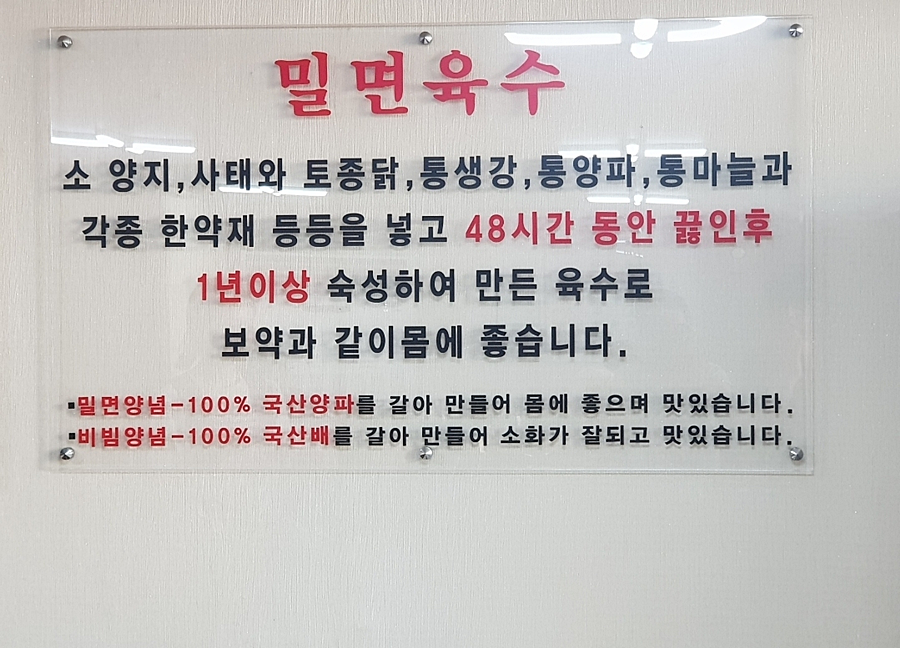 밀면육수
소 양지,사태와 토종닭,통생강,통양파,통마늘과
각종 한약재 등등을 넣고 48시간 동안 끓인후
1년이상 숙성하여 만든 육수로
보약과 같이몸에 좋습니다.
▪밀면양념-100% 국산양파를 갈아 만들어 몸에 좋으며 맛있습니다.
▪비빔양념-100% 국산배를 갈아 만들어 소화가 잘되고 맛있습니다.